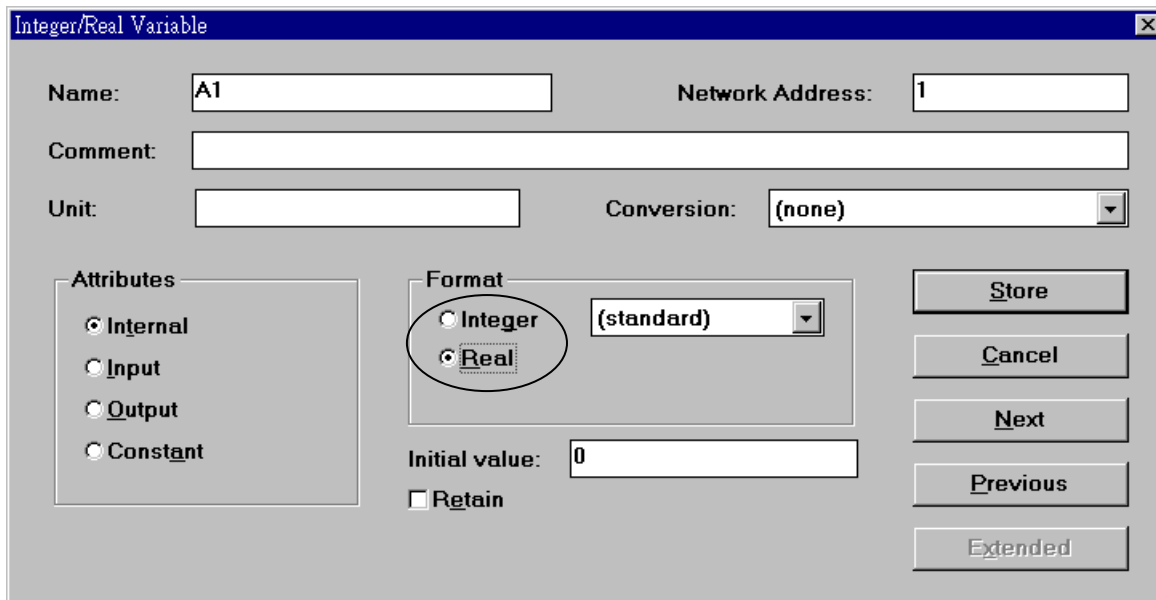 Integer/Real Variable
Name: A1 Network Address: 1
Comment:
Unit: Conversion: (none)
Attributes
Internal
Input
Output
Constant
Format
Integer (standard)
Real
Initial value: 0
Retain
Store
Cancel
Next
Previous
Extended